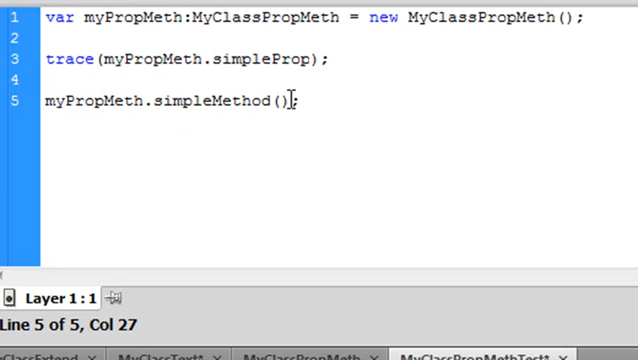 1 var myPropMeth:MyClassPropMeth = new MyClassPropMeth();
2
3 trace(myPropMeth.simpleProp);
4
5 myPropMeth.simpleMethod();
Layer 1:1
Line 5 of 5, Col 27
yClassExtend × MyClassText* × MyClassPropMeth × MyClassPropMethTest* ×